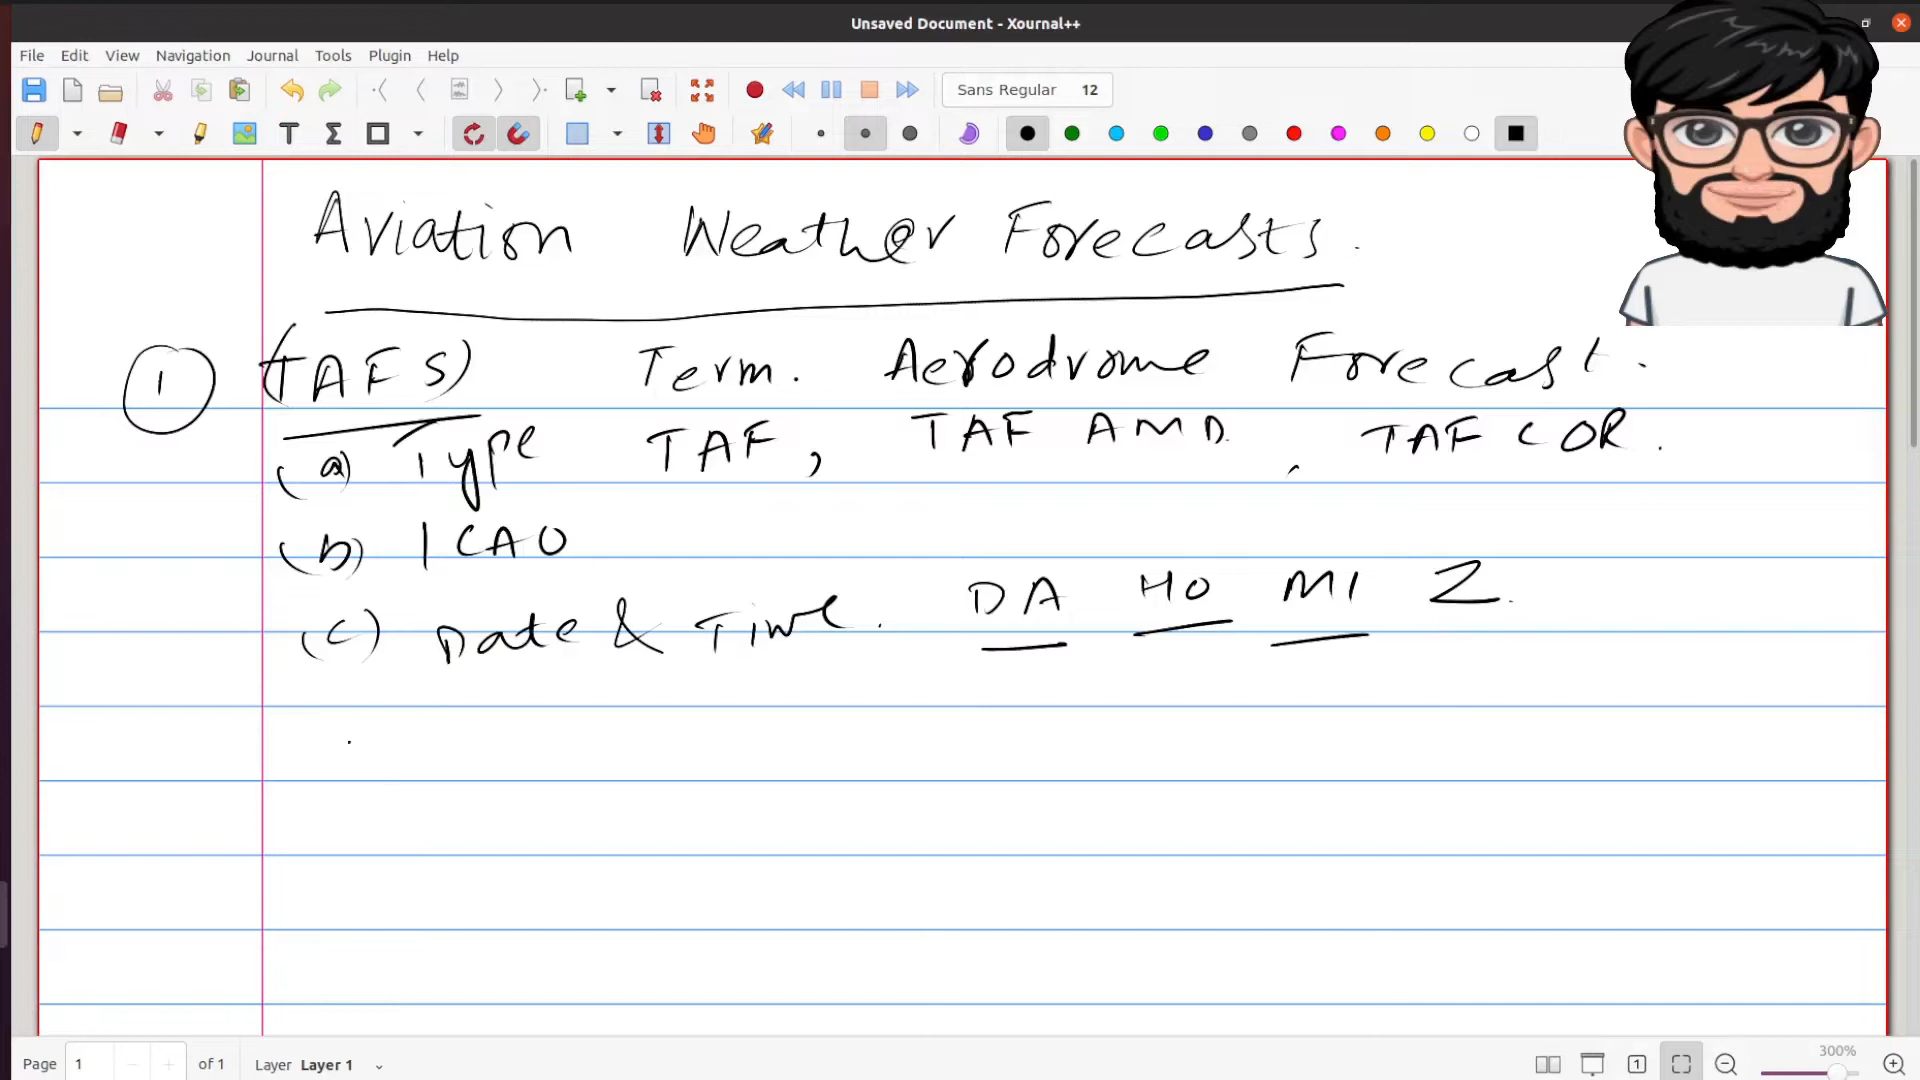 Unsaved Document - Xournal++
File Edit View Navigation Journal Tools Plugin Help
Sans Regular 12
Aviation Weather Forecasts.
1 (TAFS) Term. Aerodrome Forecast.
(a) Type TAF, TAF AMD, TAF COR.
(b) ICAO
(c) Date & Time. DA HO MI Z.
Page 1 of 1 Layer Layer 1 300%